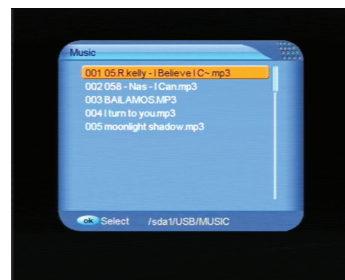 Music
001 05.R.kelly - I Believe I C~.mp3
002 058 - Nas - I Can.mp3
003 BAILAMOS.MP3
004 I turn to you.mp3
005 moonlight shadow.mp3
ok Select /sda1/USB/MUSIC